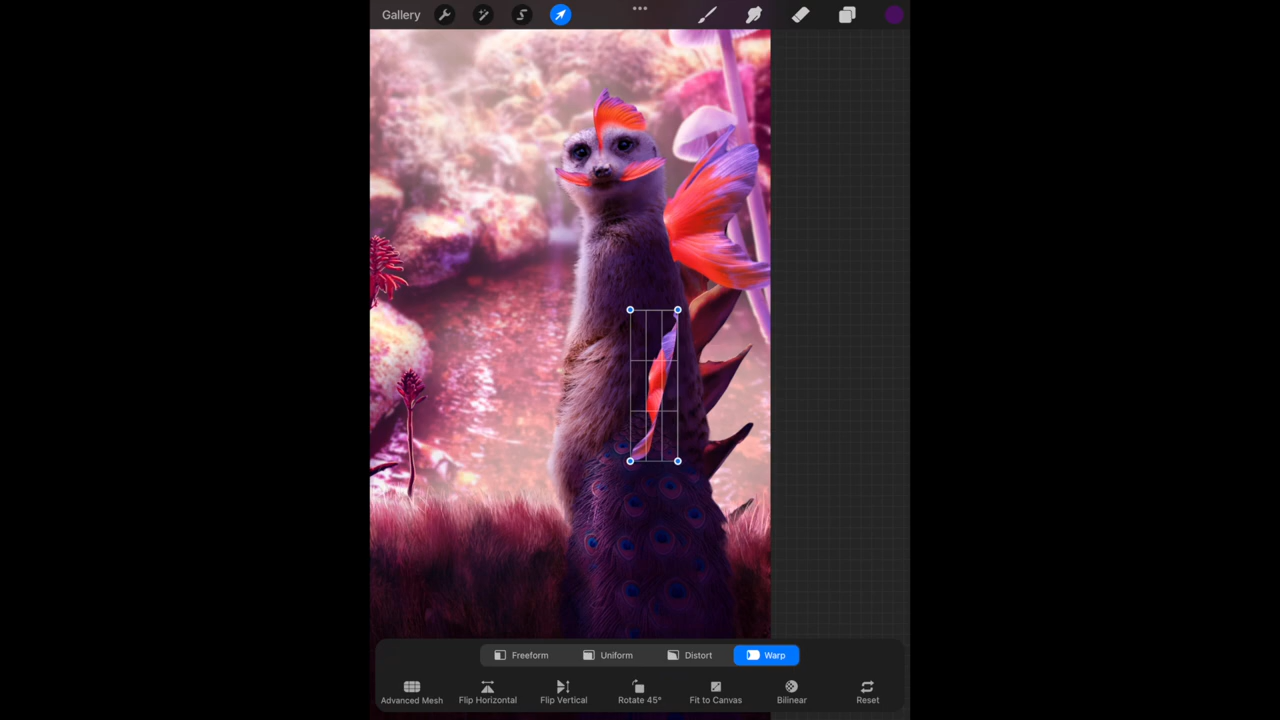 Gallery
Freeform Uniform Distort Warp
Advanced Mesh Flip Horizontal Flip Vertical Rotate 45° Fit to Canvas Bilinear Reset